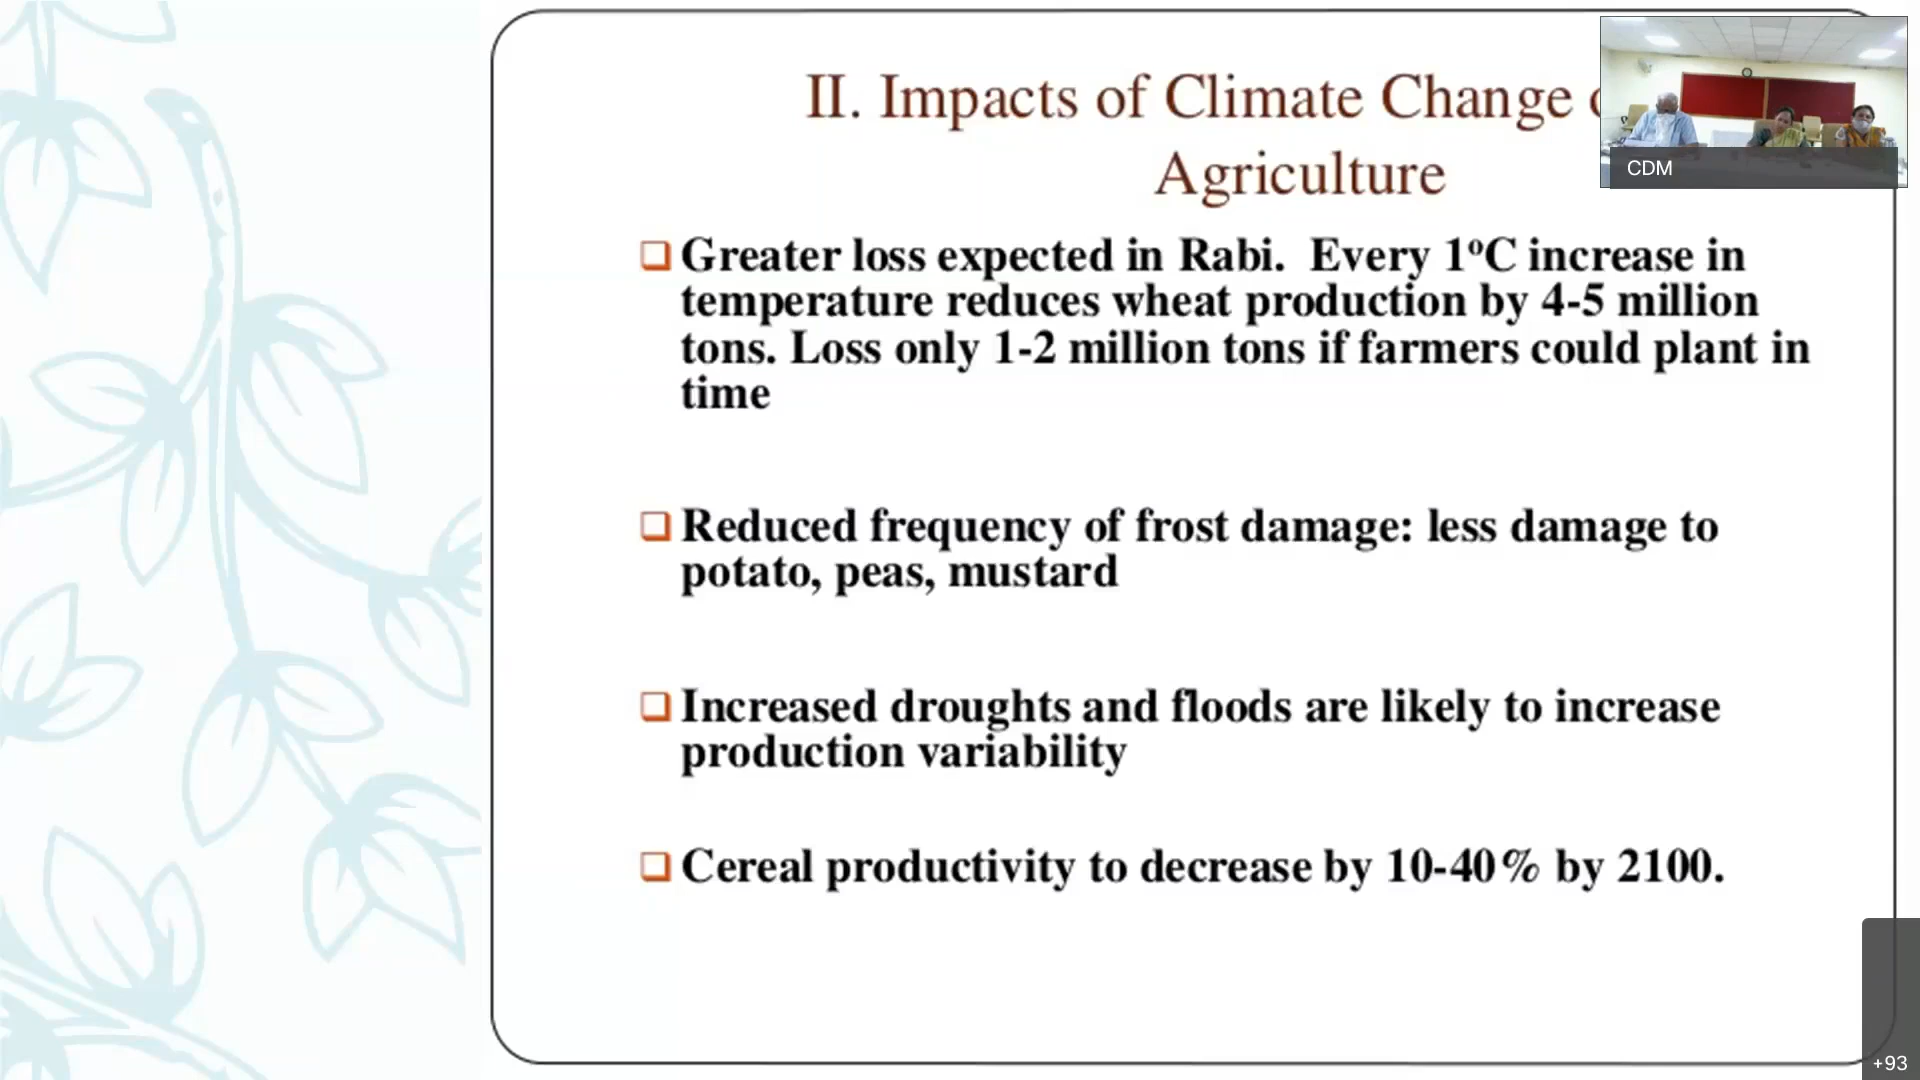 II. Impacts of Climate Change
Agriculture
CDM
Greater loss expected in Rabi. Every 1ºC increase in
temperature reduces wheat production by 4-5 million
tons. Loss only 1-2 million tons if farmers could plant in
time
Reduced frequency of frost damage: less damage to
potato, peas, mustard
Increased droughts and floods are likely to increase
production variability
Cereal productivity to decrease by 10-40% by 2100.
+93